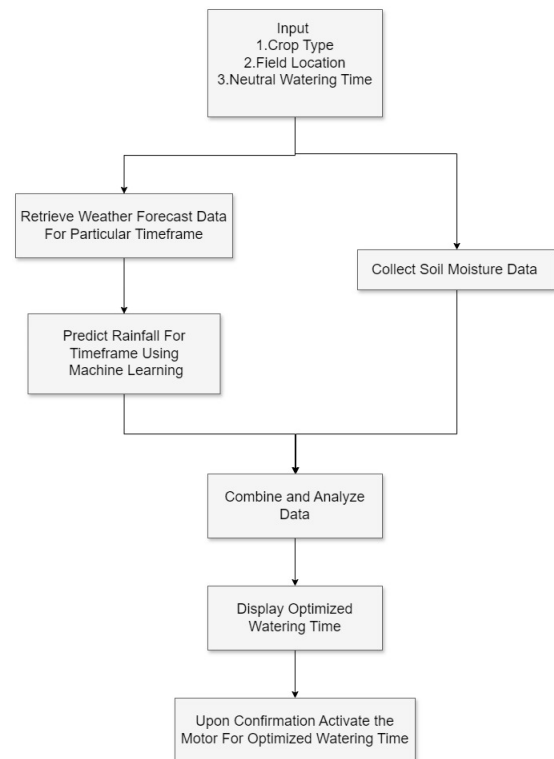 Input
1.Crop Type
2.Field Location
3.Neutral Watering Time
Retrieve Weather Forecast Data
For Particular Timeframe
Collect Soil Moisture Data
Predict Rainfall For
Timeframe Using
Machine Learning
Combine and Analyze
Data
Display Optimized
Watering Time
Upon Confirmation Activate the
Motor For Optimized Watering Time